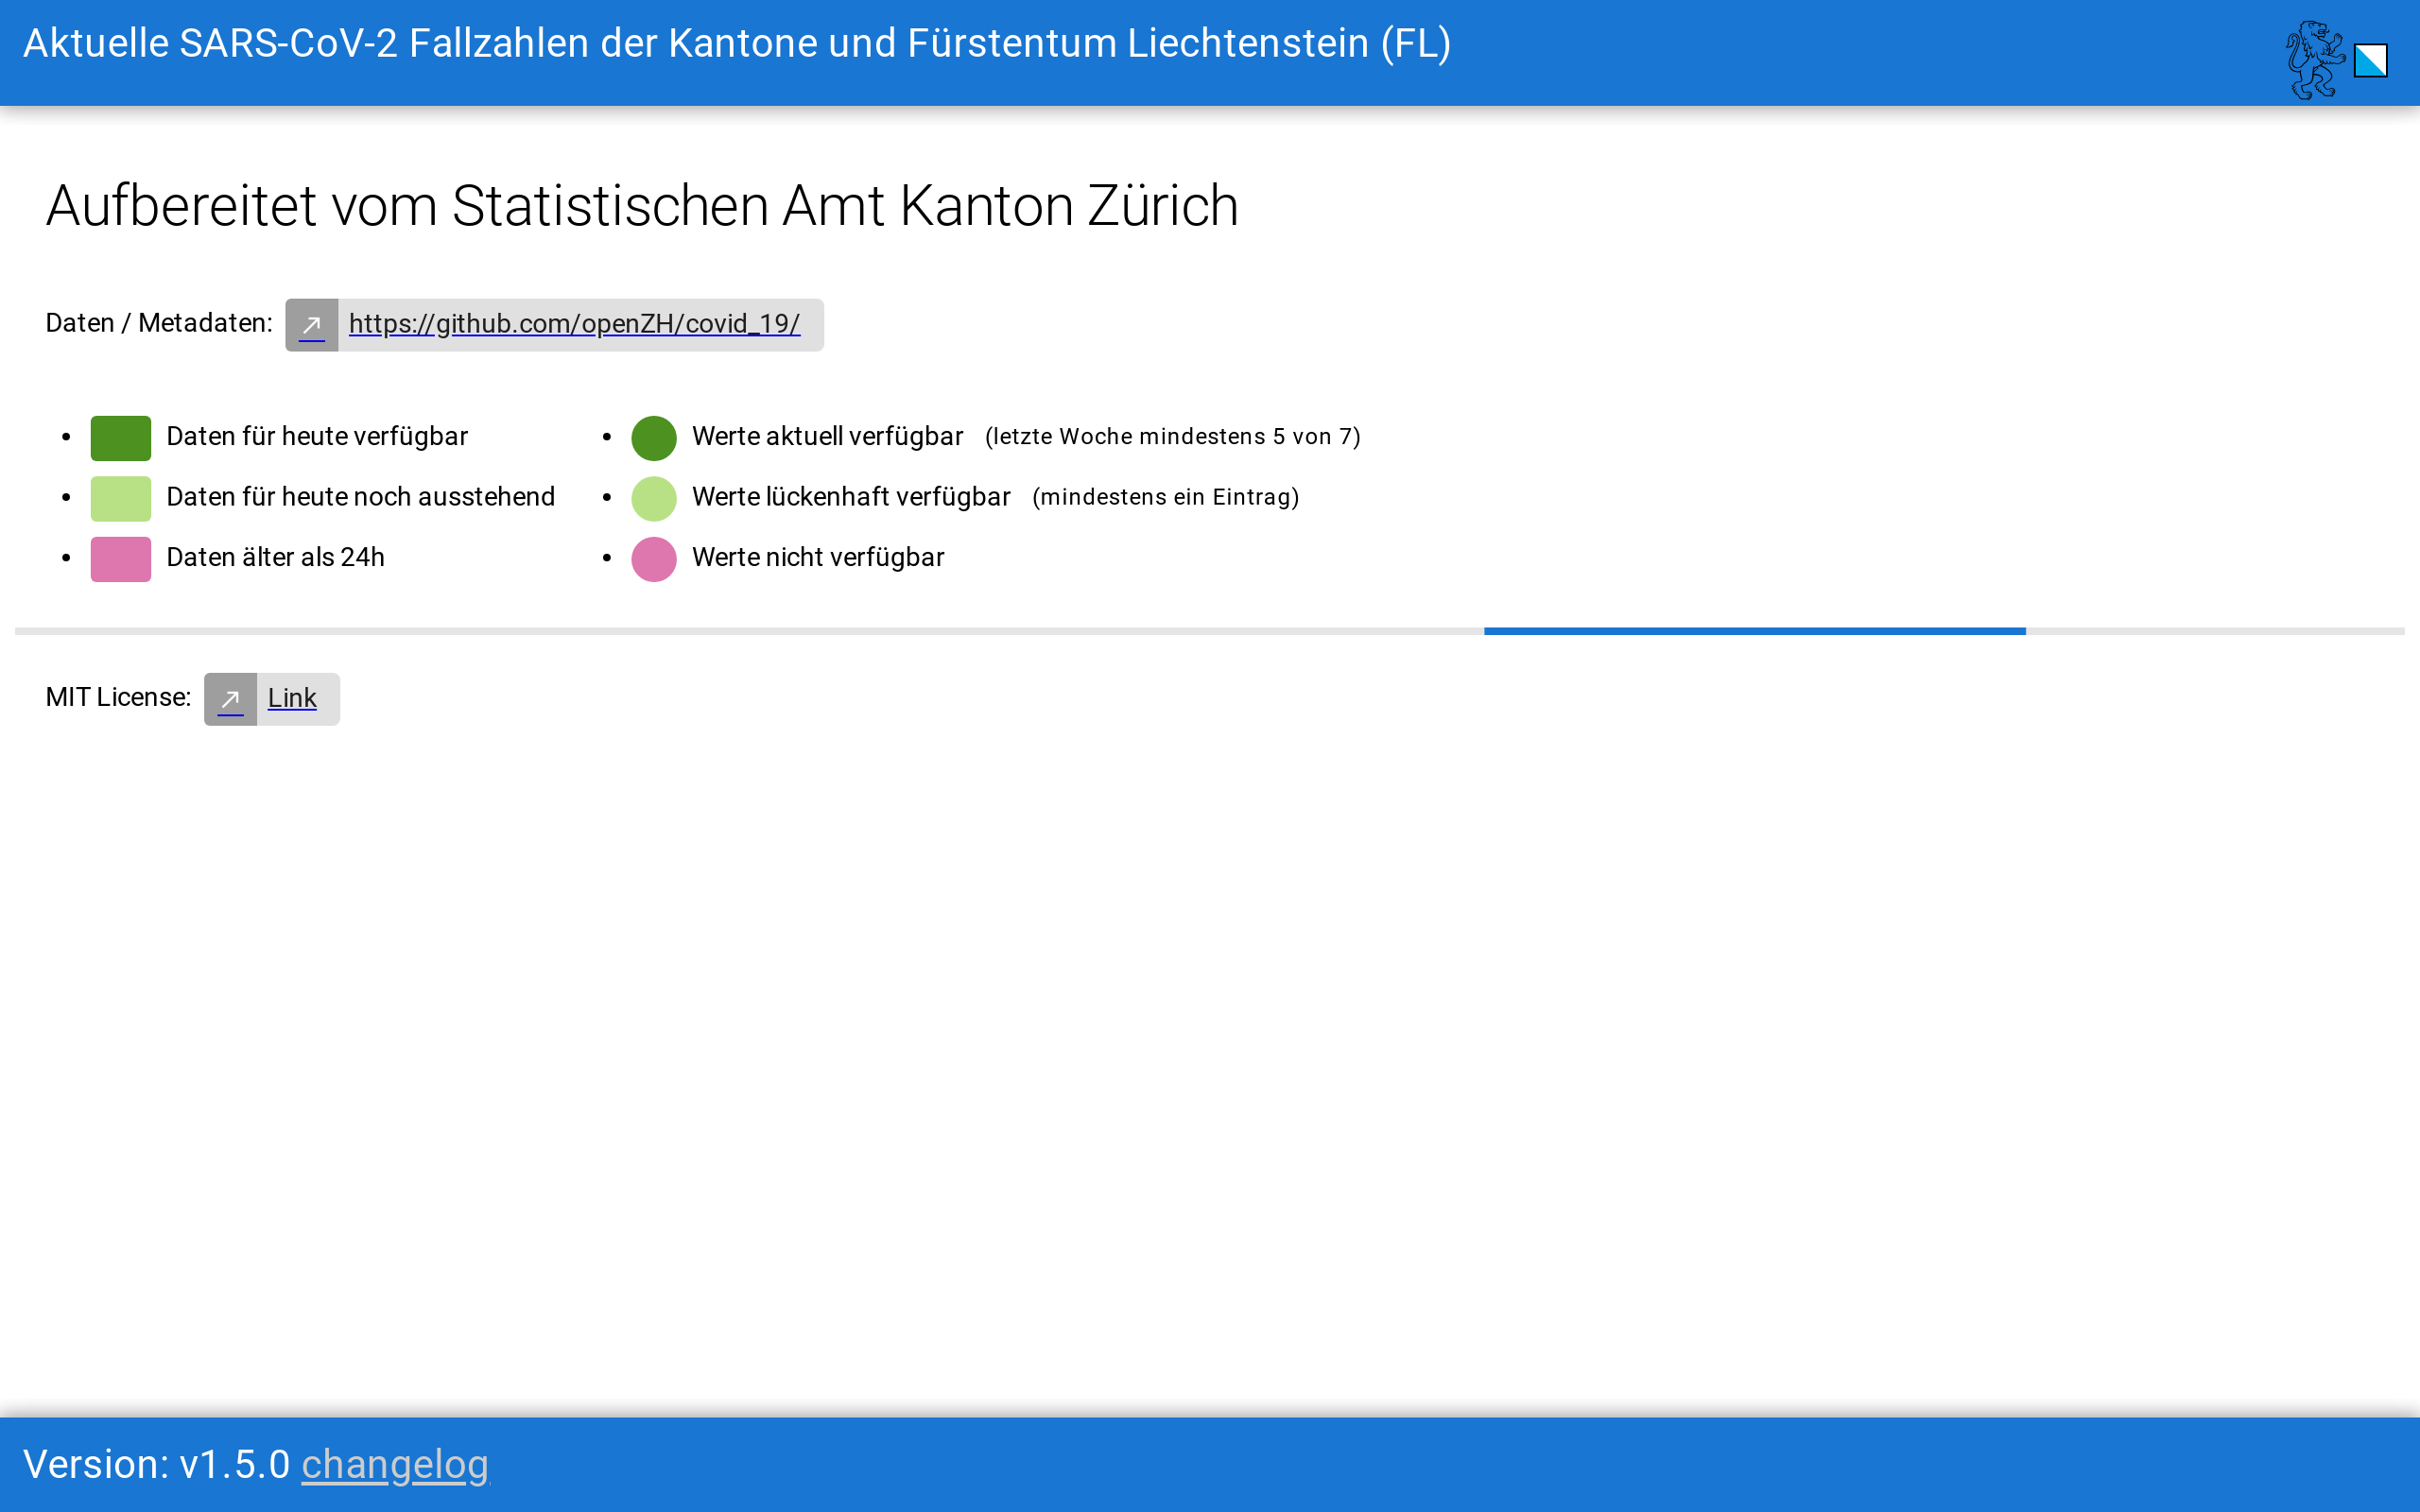 Aktuelle SARS-CoV-2 Fallzahlen der Kantone und Fürstentum Liechtenstein (FL)
Aufbereitet vom Statistischen Amt Kanton Zürich
Daten / Metadaten: https://github.com/openZH/covid_19/
Daten für heute verfügbar
Daten für heute noch ausstehend
Daten älter als 24h
Werte aktuell verfügbar (letzte Woche mindestens 5 von 7)
Werte lückenhaft verfügbar (mindestens ein Eintrag)
Werte nicht verfügbar
MIT License: Link
Version: v1.5.0 changelog